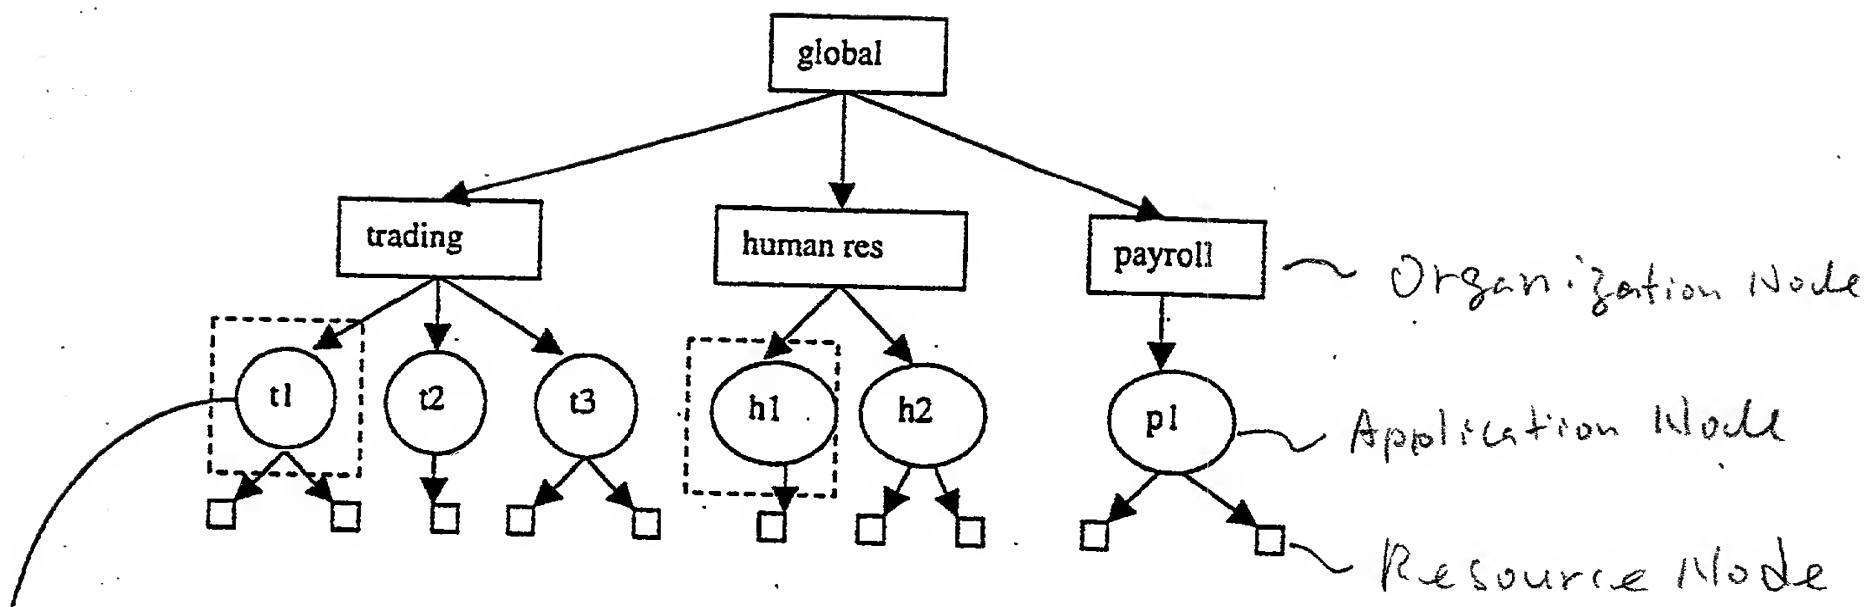 global
trading
human res
payroll
Organization Node
t1
t2
t3
h1
h2
p1
Application Node
Resource Node